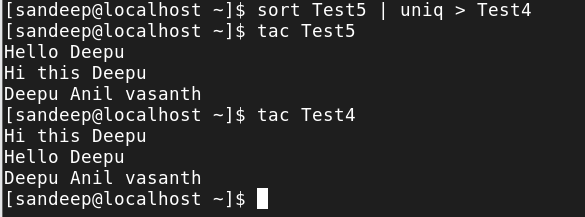 [sandeep@localhost ~]$ sort Test5 | uniq > Test4
[sandeep@localhost ~]$ tac Test5
Hello Deepu
Hi this Deepu
Deepu Anil vasanth
[sandeep@localhost ~]$ tac Test4
Hi this Deepu
Hello Deepu
Deepu Anil vasanth
[sandeep@localhost ~]$